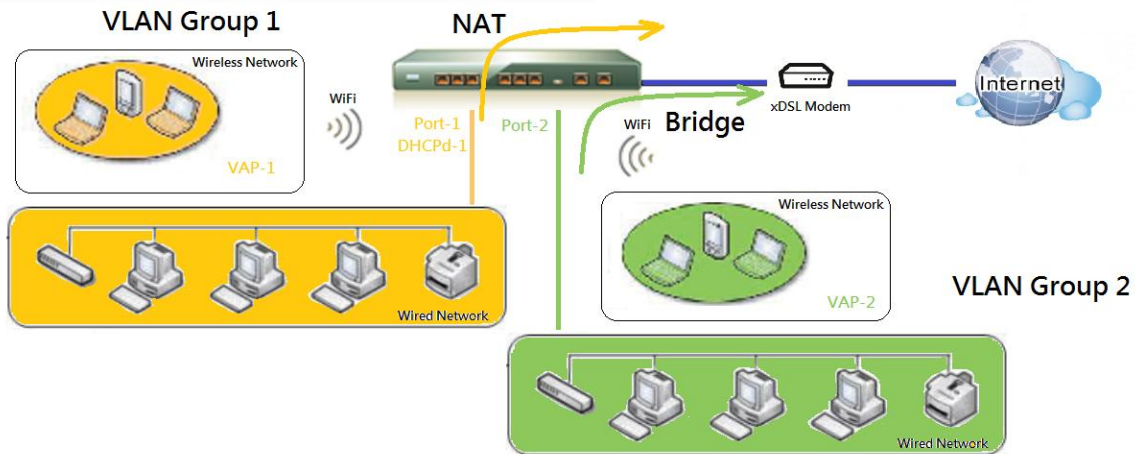 VLAN Group 1
NAT
Wireless Network
WiFi
VAP-1
Port-1
DHCPd-1
Port-2
WiFi
Bridge
xDSL Modem
Internet
Wireless Network
VAP-2
VLAN Group 2
Wired Network
Wired Network